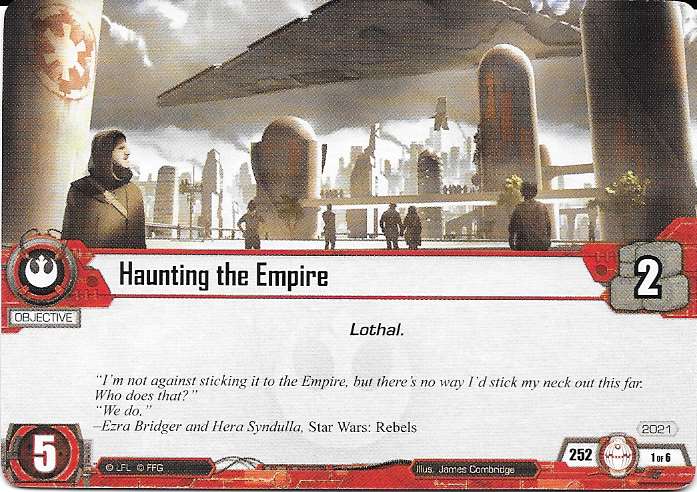 Haunting the Empire
2
OBJECTIVE
Lothal.
“I'm not against sticking it to the Empire, but there's no way I'd stick my neck out this far.
Who does that?”
“We do.”
–Ezra Bridger and Hera Syndulla, Star Wars: Rebels
2021
5
252
1 OF 6
© LFL © FFG
Illus. James Combridge